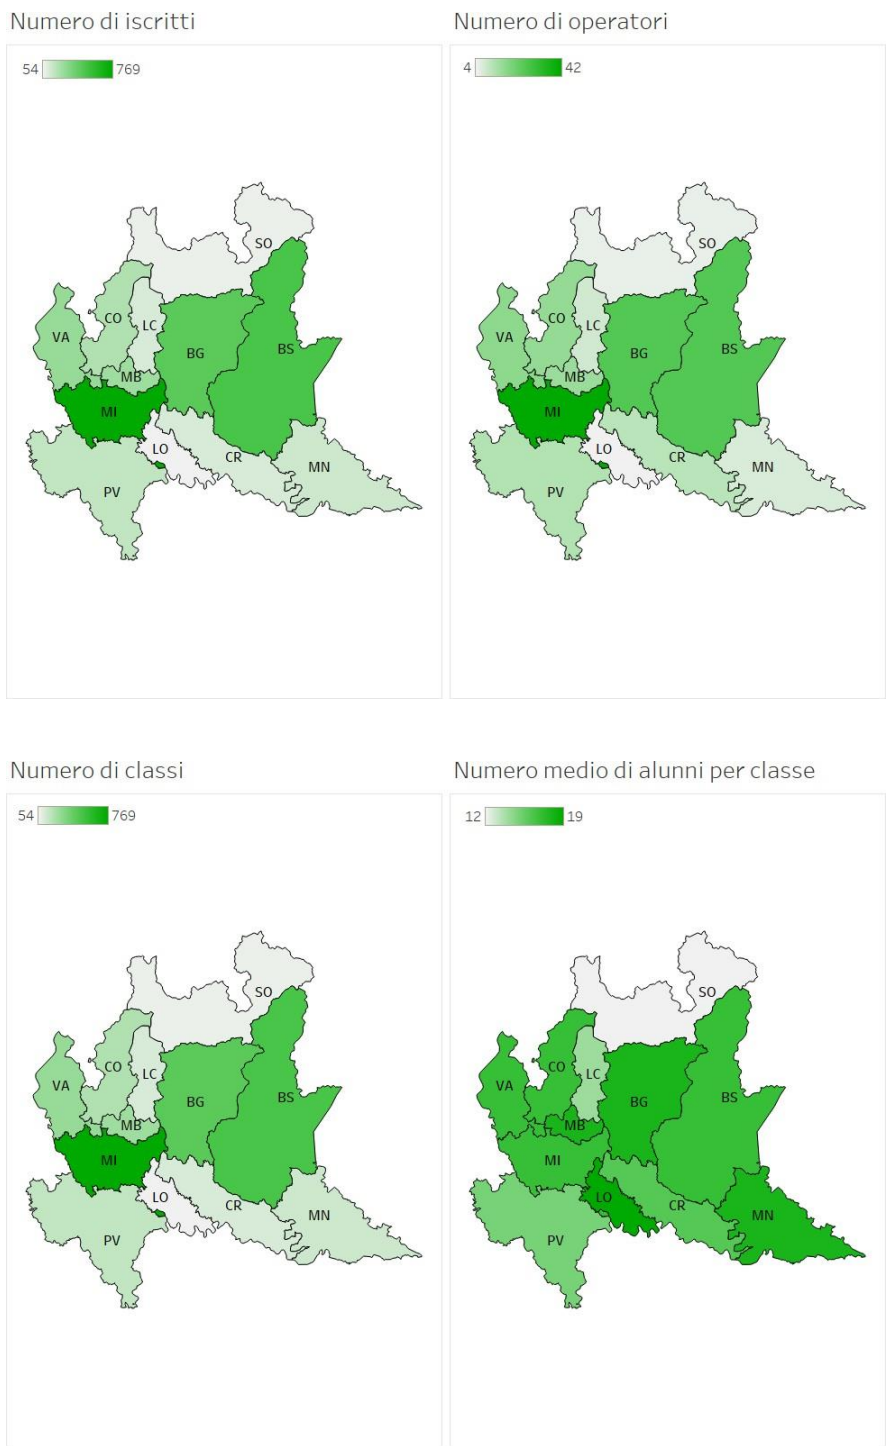 Numero di iscritti
54 769
SO
CO
LC
VA
BG
BS
MB
MI
LO
CR
MN
PV
Numero di operatori
4 42
SO
CO
LC
VA
BG
BS
MB
MI
LO
CR
MN
PV
Numero di classi
54 769
SO
CO
LC
VA
BG
BS
MB
MI
LO
CR
MN
PV
Numero medio di alunni per classe
12 19
SO
CO
LC
VA
BG
BS
MB
MI
LO
CR
MN
PV